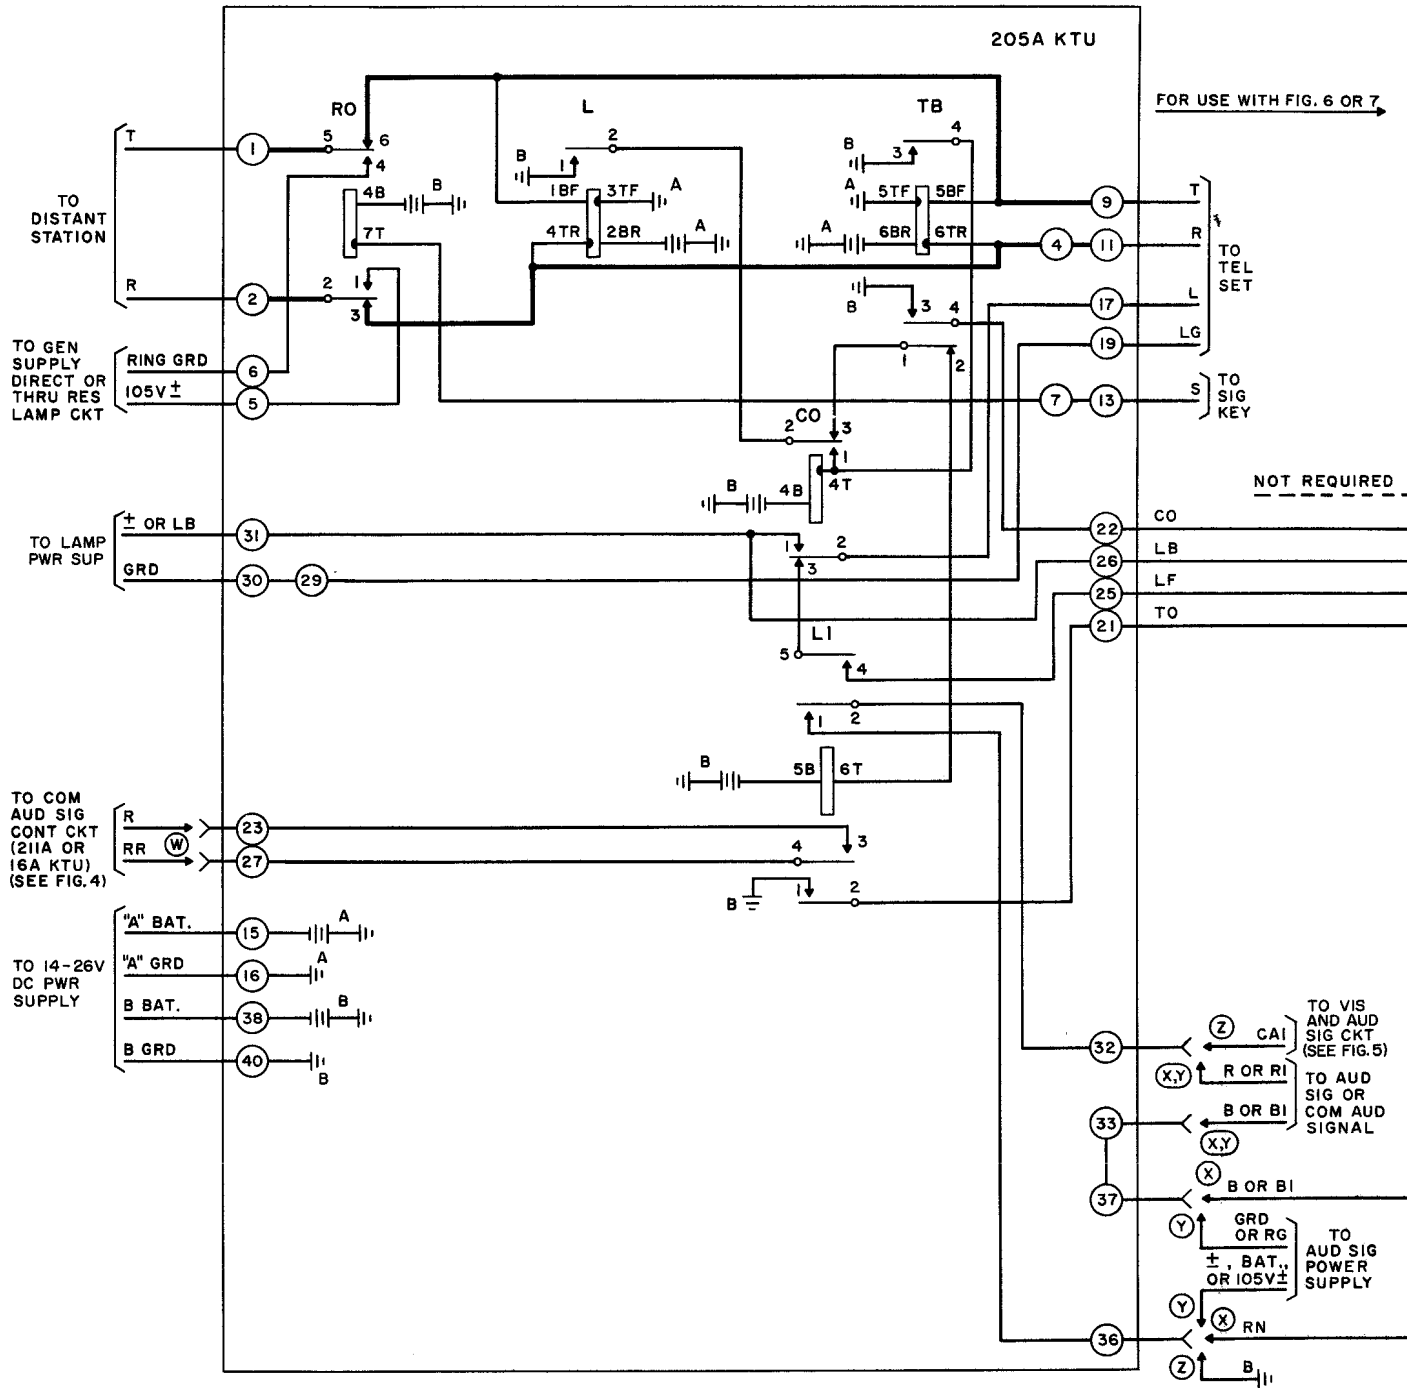 205A KTU
FOR USE WITH FIG. 6 OR 7
RO
L
TB
T
1
5
6
4
B
1
2
B
3
4
TO
DISTANT
STATION
4B
B
7T
1BF
3TF
A
4TR
2BR
A
A
5TF
5BF
A
6BR
6TR
9
T
4
11
R
TO
TEL
SET
R
2
2
1
3
B
3
4
17
L
1
2
19
LG
TO GEN
SUPPLY
DIRECT OR
THRU RES
LAMP CKT
RING GRD
6
105V ±
5
7
13
S
TO
SIG
KEY
CO
2
3
1
B
4B
4T
NOT REQUIRED
TO LAMP
PWR SUP
± OR LB
31
GRD
30
29
1
2
3
22
CO
26
LB
25
LF
21
TO
L1
5
4
1
2
B
5B
6T
TO COM
AUD SIG
CONT CKT
(211A OR
16A KTU)
(SEE FIG. 4)
R
RR
W
23
27
3
4
B
1
2
TO 14-26V
DC PWR
SUPPLY
"A" BAT.
15
A
"A" GRD
16
A
B BAT.
38
B
B GRD
40
B
32
Z
CA1
TO VIS
AND AUD
SIG CKT
(SEE FIG. 5)
X,Y
R OR R1
33
B OR B1
X,Y
TO AUD
SIG OR
COM AUD
SIGNAL
37
X
B OR B1
Y
GRD
OR RG
±, BAT.,
OR 105V±
TO
AUD SIG
POWER
SUPPLY
Y
36
X
RN
Z
B